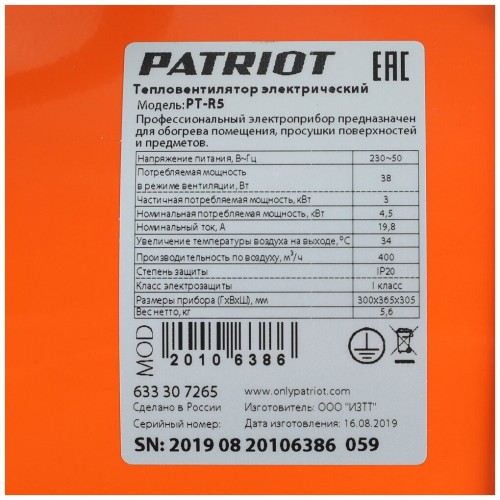 PATRIOT EAC
Тепловентилятор электрический
Модель:PT-R5
Профессиональный электроприбор предназначен
для обогрева помещения, просушки поверхностей
и предметов.
Напряжение питания, В~Гц 230~50
Потребляемая мощность
в режиме вентиляции, Вт 38
Частичная потребляемая мощность, кВт 3
Номинальная потребляемая мощность, кВт 4,5
Номинальный ток, А 19,8
Увеличение температуры воздуха на выходе, °С 34
Производительность по воздуху, м³/ч 400
Степень защиты IP20
Класс электрозащиты I класс
Размеры прибора (ГхВхШ), мм 300х365х305
Вес нетто, кг 5,6
MOD
20106386
633 30 7265 www.onlypatriot.com
Сделано в России Изготовитель: ООО "ИЗТТ"
Серийный номер: Дата изготовления: 16.08.2019
SN: 2019 08 20106386 059